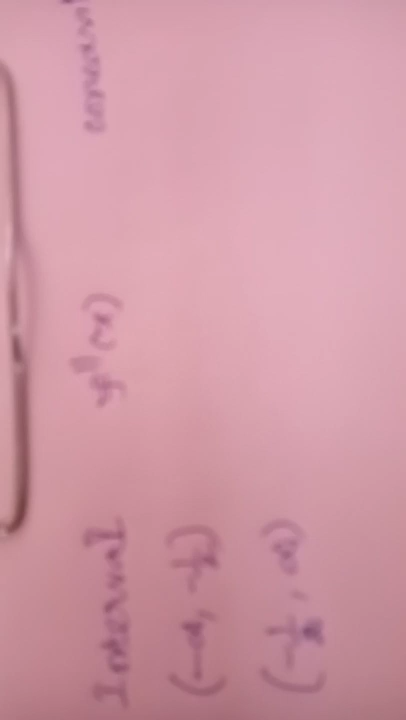 Interval f"(x)
(-∞, -1/2)
(-1/2, ∞)